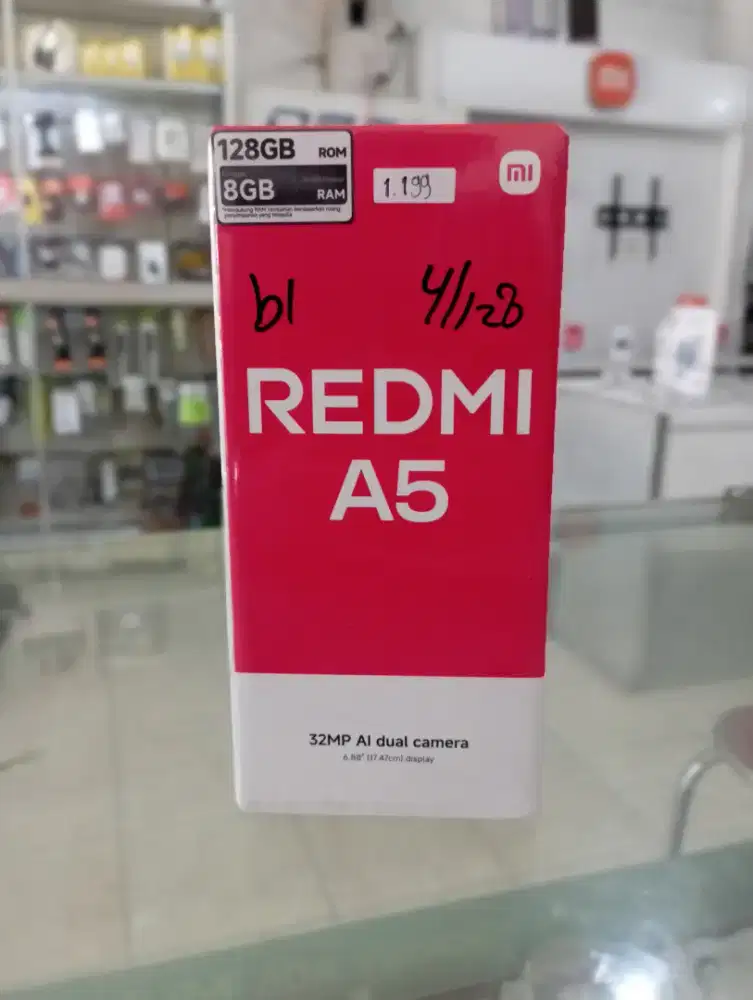 128GB ROM
8GB RAM
1.199
mi
bl
4/128
REDMI
A5
32MP AI dual camera
6.88" (17.47cm) display